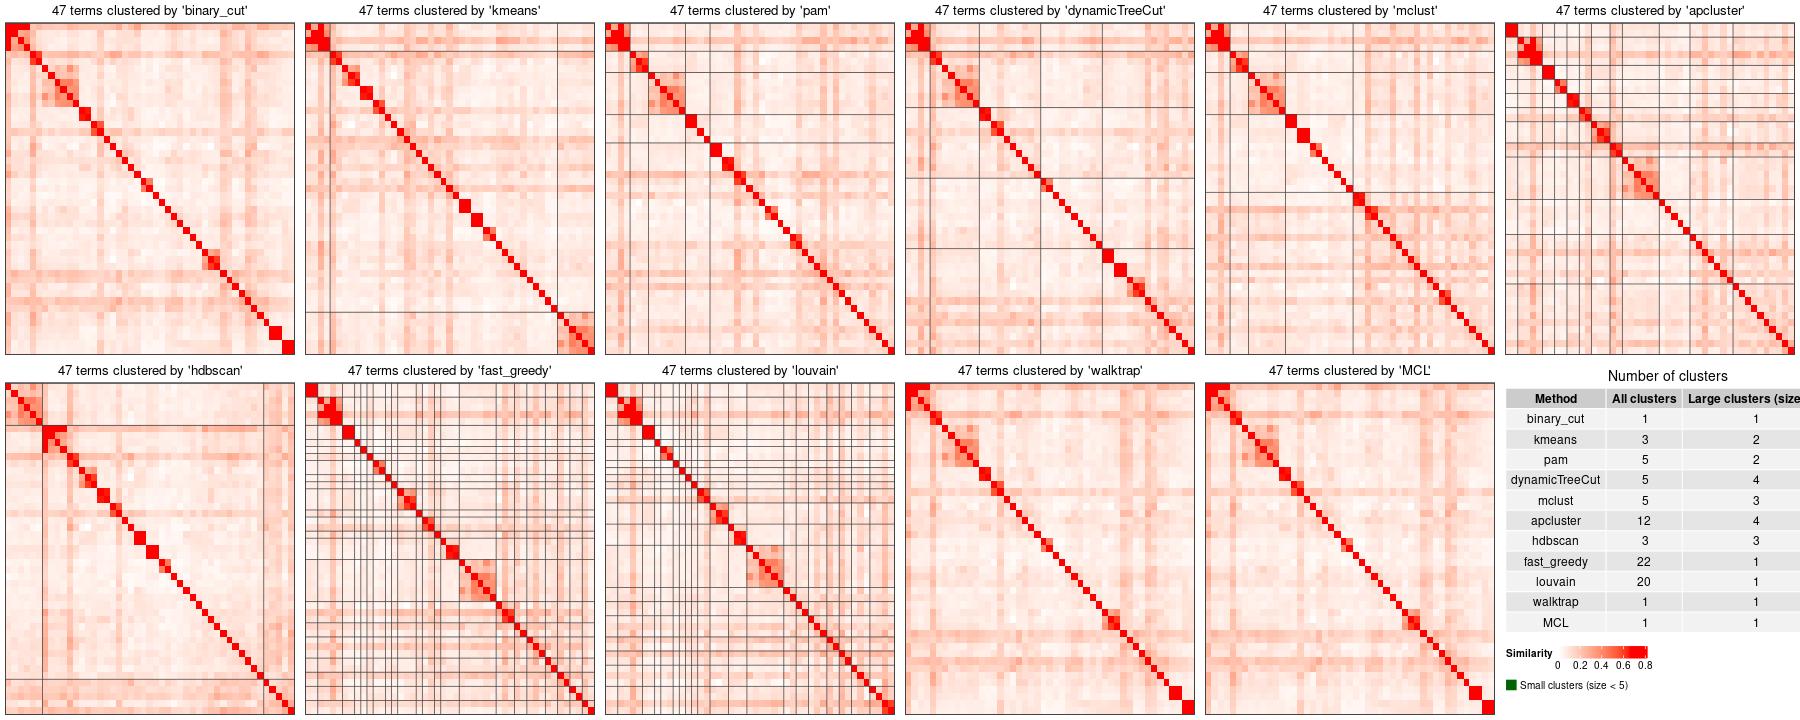 47 terms clustered by 'binary_cut'
47 terms clustered by 'kmeans'
47 terms clustered by 'pam'
47 terms clustered by 'dynamicTreeCut'
47 terms clustered by 'mclust'
47 terms clustered by 'apcluster'
47 terms clustered by 'hdbscan'
47 terms clustered by 'fast_greedy'
47 terms clustered by 'louvain'
47 terms clustered by 'walktrap'
47 terms clustered by 'MCL'
Number of clusters
Method All clusters Large clusters (size
binary_cut 1 1
kmeans 3 2
pam 5 2
dynamicTreeCut 5 4
mclust 5 3
apcluster 12 4
hdbscan 3 3
fast_greedy 22 1
louvain 20 1
walktrap 1 1
MCL 1 1
Similarity
0 0.2 0.4 0.6 0.8
Small clusters (size < 5)